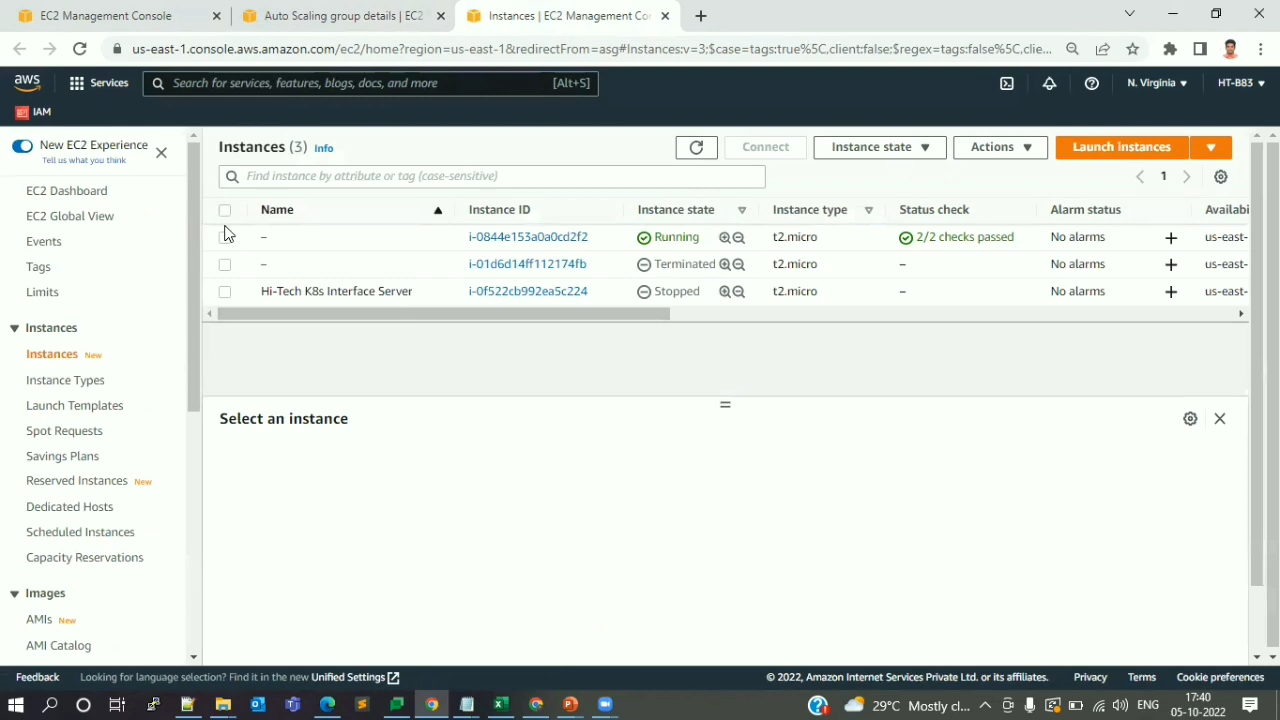 EC2 Management Console
Auto Scaling group details | EC2
Instances | EC2 Management Con
us-east-1.console.aws.amazon.com/ec2/home?region=us-east-1&redirectFrom=asg#Instances:v=3;$case=tags:true%5C,client:false;$regex=tags:false%5C,clie...
aws
Services
Search for services, features, blogs, docs, and more
[Alt+S]
N. Virginia
HT-B83
IAM
New EC2 Experience
Tell us what you think
EC2 Dashboard
EC2 Global View
Events
Tags
Limits
Instances
Instances New
Instance Types
Launch Templates
Spot Requests
Savings Plans
Reserved Instances New
Dedicated Hosts
Scheduled Instances
Capacity Reservations
Images
AMIs New
AMI Catalog
Instances (3) Info
Connect
Instance state
Actions
Launch instances
Find instance by attribute or tag (case-sensitive)
1
Name Instance ID Instance state Instance type Status check Alarm status Availabi
– i-0844e153a0a0cd2f2 Running t2.micro 2/2 checks passed No alarms + us-east-
– i-01d6d14ff112174fb Terminated t2.micro – No alarms + us-east-
Hi-Tech K8s Interface Server i-0f522cb992ea5c224 Stopped t2.micro – No alarms + us-east-
Select an instance
Feedback
Looking for language selection? Find it in the new Unified Settings
© 2022, Amazon Internet Services Private Ltd. or its affiliates.
Privacy
Terms
Cookie preferences
29°C Mostly cl...
ENG
17:40
05-10-2022